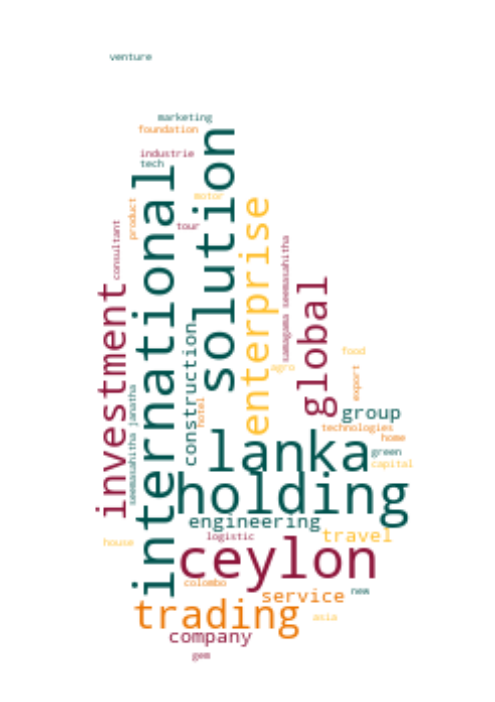 venture
marketing
foundation
solution
industrie
tech
international
motor
product
enterprise
tour
consultant
samagama seemasahitha
global
investment
construction
food
agro
export
seemasahitha janatha
hotel
group
technologies
lanka
home
green
capital
holding
engineering
travel
logistic
house
ceylon
colombo
service
new
trading
asia
company
gem